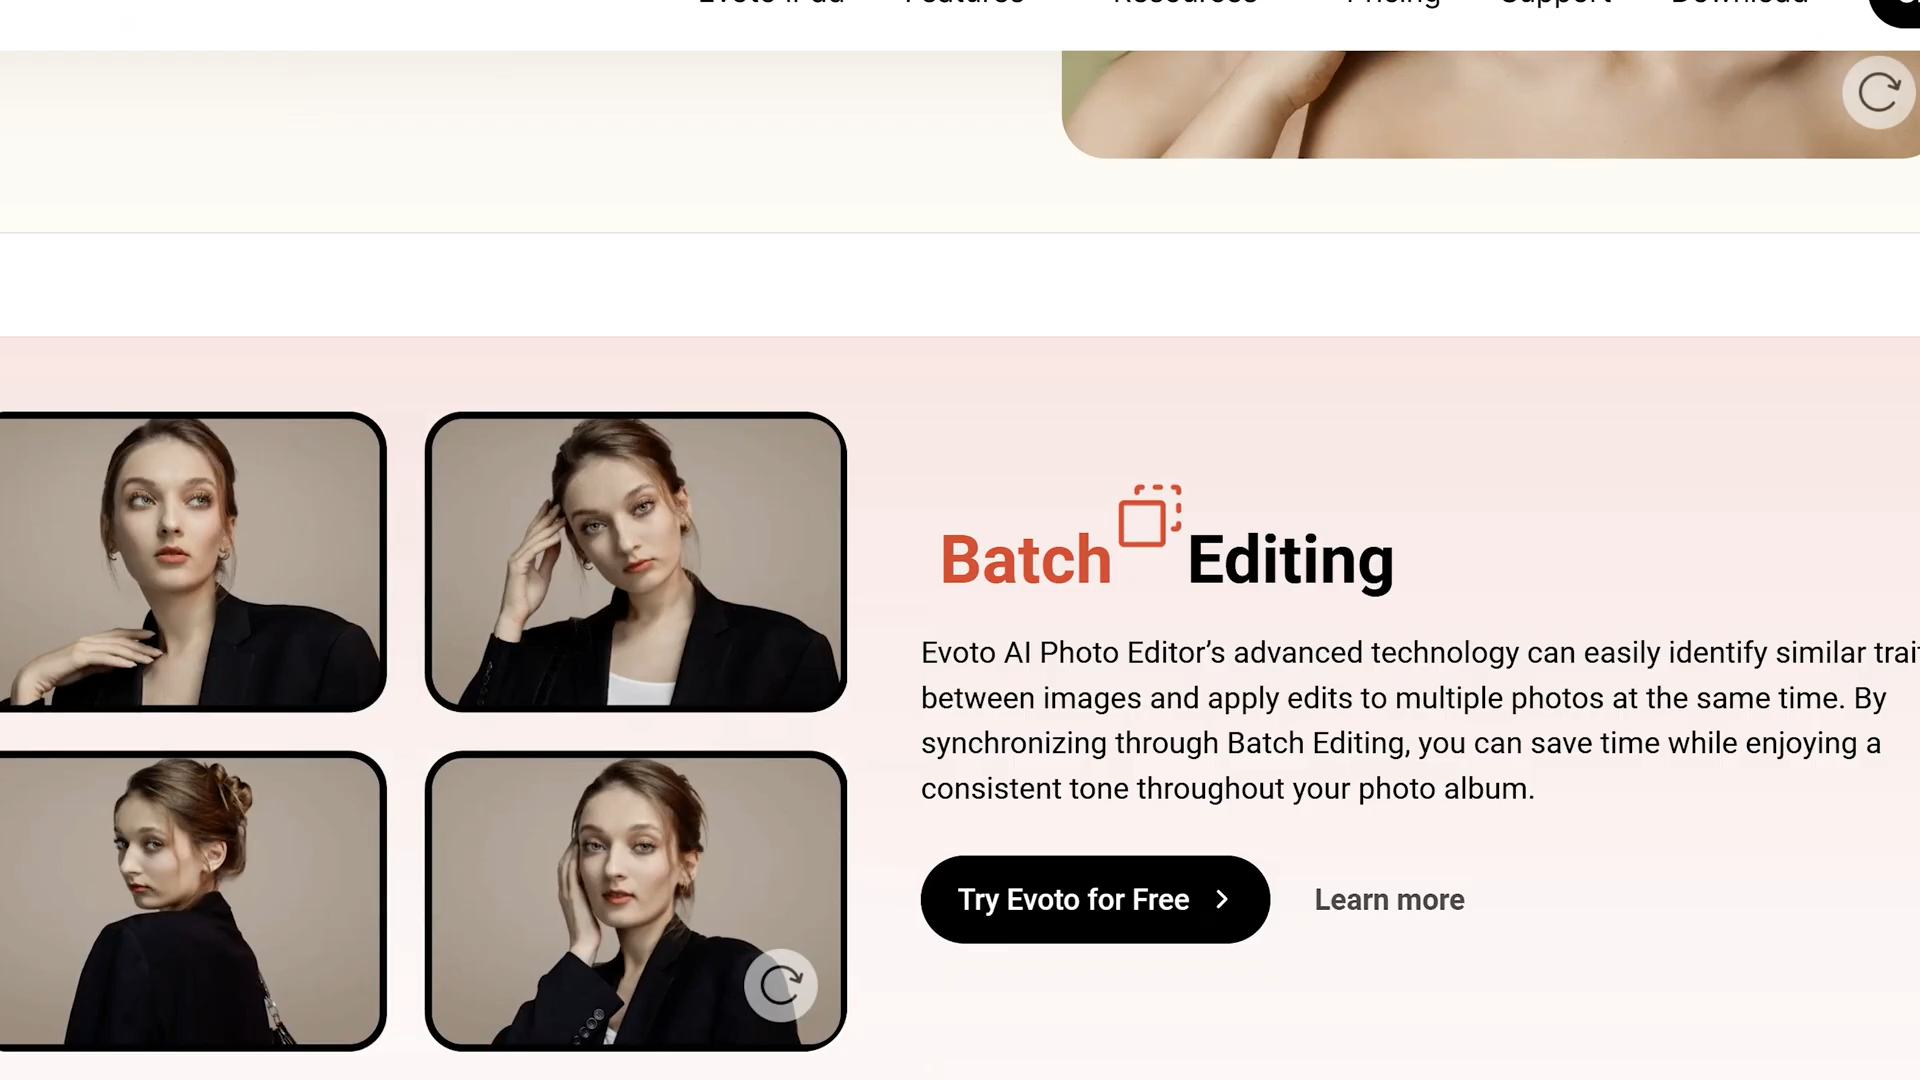 Evoto iPad Features Resources Pricing Support Download
Batch Editing
Evoto AI Photo Editor’s advanced technology can easily identify similar
between images and apply edits to multiple photos at the same time. By
synchronizing through Batch Editing, you can save time while enjoying a
consistent tone throughout your photo album.
Try Evoto for Free
Learn more